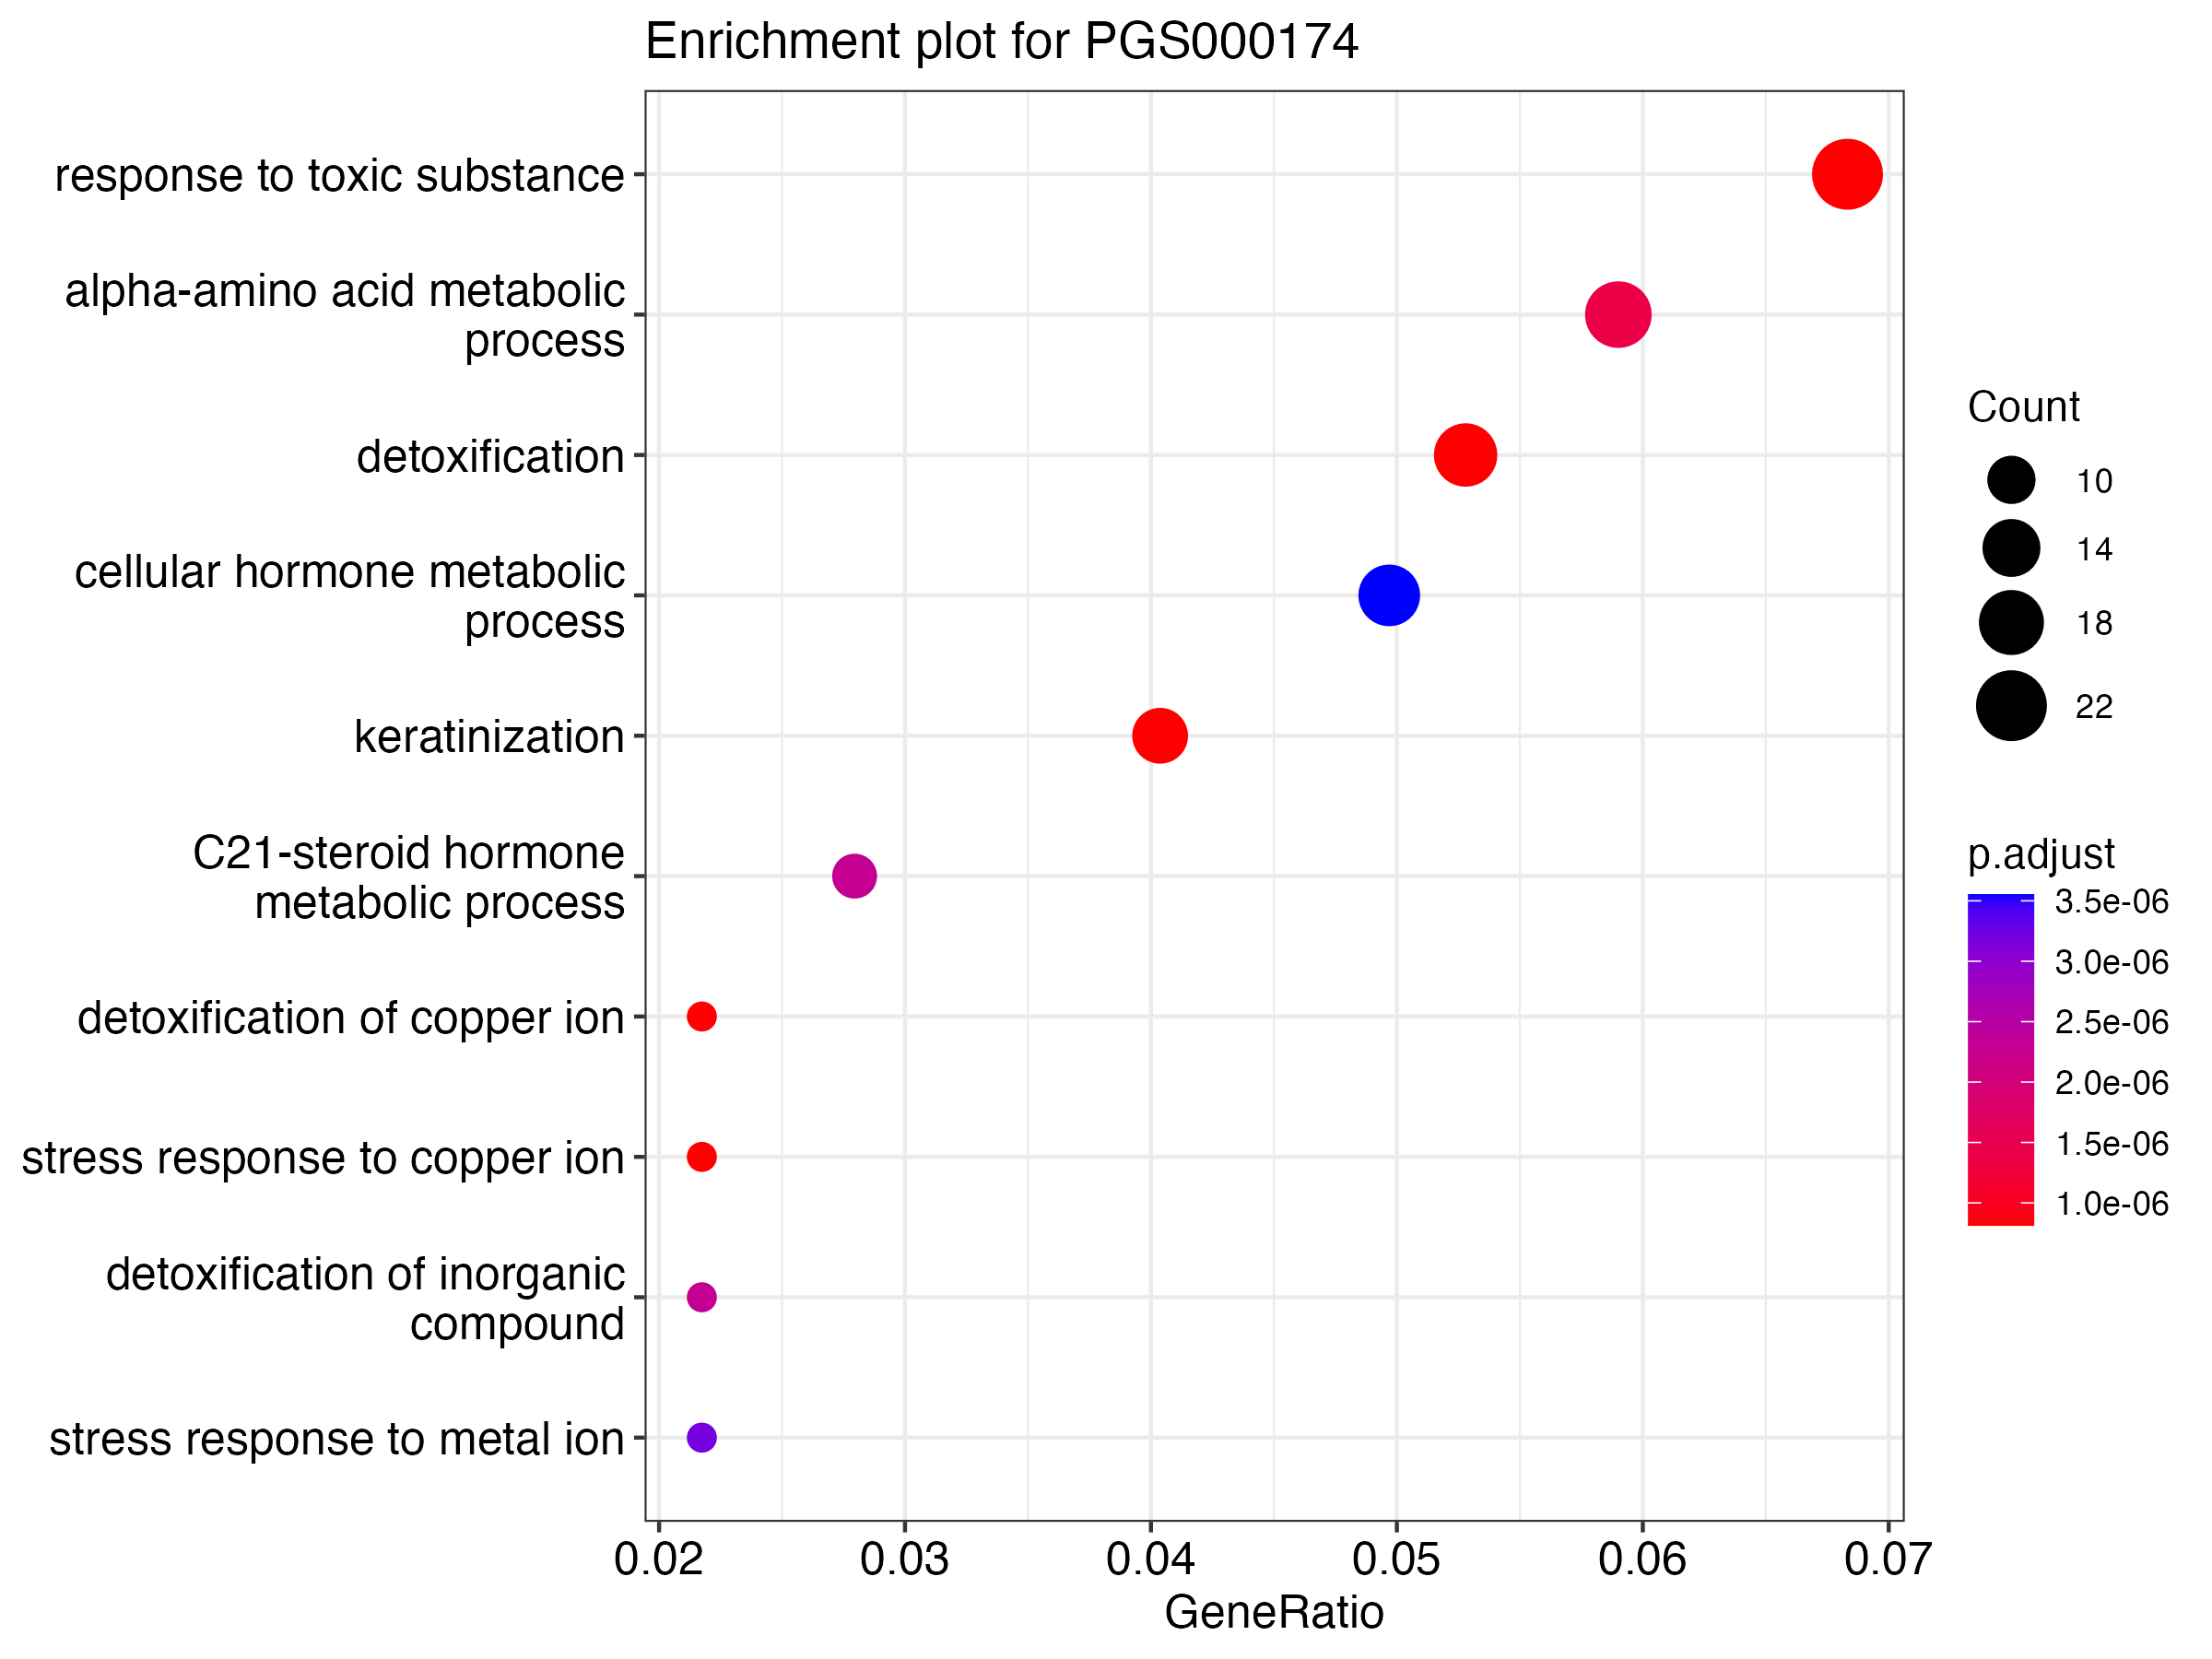 Enrichment plot for PGS000174
response to toxic substance
alpha-amino acid metabolic
process
detoxification
cellular hormone metabolic
process
keratinization
C21-steroid hormone
metabolic process
detoxification of copper ion
stress response to copper ion
detoxification of inorganic
compound
stress response to metal ion
0.02 0.03 0.04 0.05 0.06 0.07
GeneRatio
Count
10
14
18
22
p.adjust
3.5e-06
3.0e-06
2.5e-06
2.0e-06
1.5e-06
1.0e-06